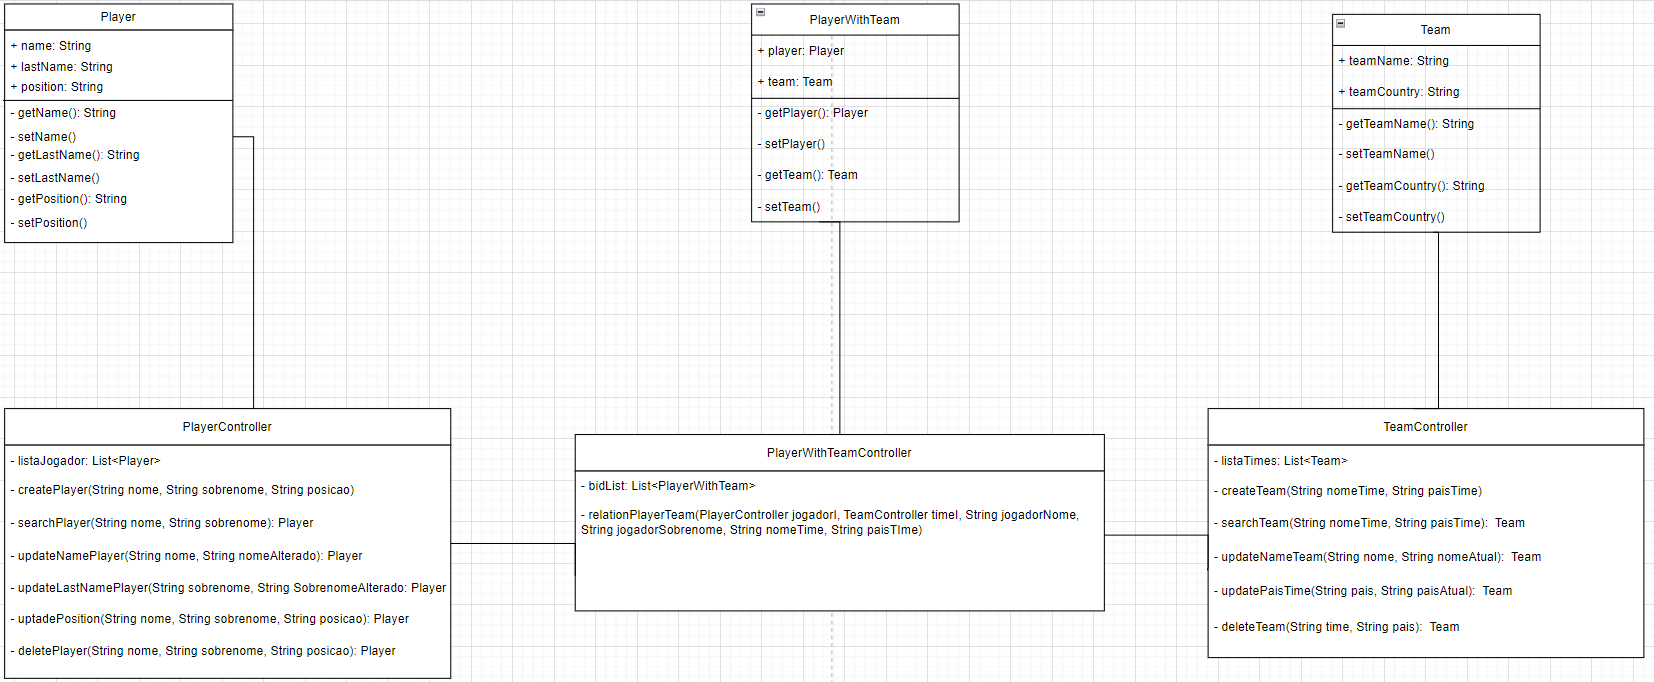 Player
+ name: String
+ lastName: String
+ position: String
- getName(): String
- setName()
- getLastName(): String
- setLastName()
- getPosition(): String
- setPosition()
PlayerWithTeam
+ player: Player
+ team: Team
- getPlayer(): Player
- setPlayer()
- getTeam(): Team
- setTeam()
Team
+ teamName: String
+ teamCountry: String
- getTeamName(): String
- setTeamName()
- getTeamCountry(): String
- setTeamCountry()
PlayerController
- listaJogador: List<Player>
- createPlayer(String nome, String sobrenome, String posicao)
- searchPlayer(String nome, String sobrenome): Player
- updateNamePlayer(String nome, String nomeAlterado): Player
- updateLastNamePlayer(String sobrenome, String SobrenomeAlterado: Player
- uptadePosition(String nome, String sobrenome, String posicao): Player
- deletePlayer(String nome, String sobrenome, String posicao): Player
PlayerWithTeamController
- bidList: List<PlayerWithTeam>
- relationPlayerTeam(PlayerController jogadorI, TeamController timeI, String jogadorNome,
String jogadorSobrenome, String nomeTime, String paisTIme)
TeamController
- listaTimes: List<Team>
- createTeam(String nomeTime, String paisTime)
- searchTeam(String nomeTime, String paisTime): Team
- updateNameTeam(String nome, String nomeAtual): Team
- updatePaisTime(String pais, String paisAtual): Team
- deleteTeam(String time, String pais): Team